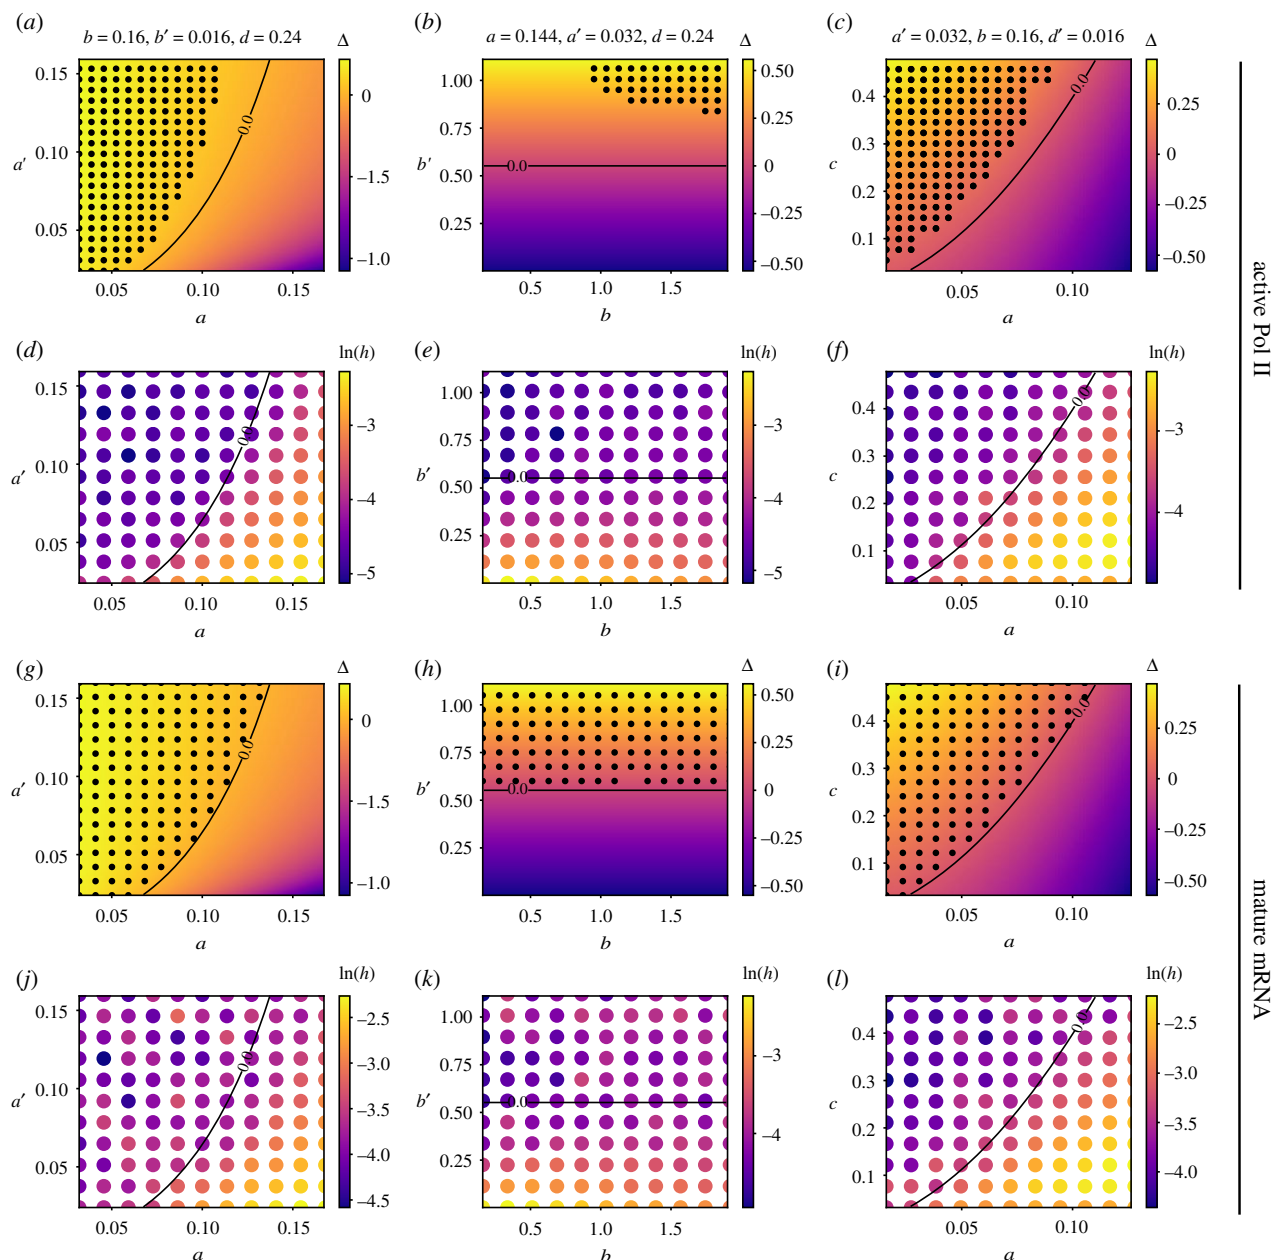 (a)
b = 0.16, b′ = 0.016, d = 0.24
Δ
0.15
0.10
0.05
a′
0.0
0.05 0.10 0.15
a
0
−1.5
−1.0
(b)
a = 0.144, a′ = 0.032, d = 0.24
Δ
1.00
0.75
0.50
0.25
b′
0.0
0.5 1.0 1.5
b
0.50
0.25
0
−0.25
−0.50
(c)
a′ = 0.032, b = 0.16, d′ = 0.016
Δ
0.4
0.3
0.2
0.1
c
0.0
0.05 0.10
a
0.25
0
−0.25
−0.50
(d)
ln(h)
0.15
0.10
0.05
a′
0.0
0.05 0.10 0.15
a
−3
−4
−5
(e)
ln(h)
1.00
0.75
0.50
0.25
b′
0.0
0.5 1.0 1.5
b
−3
−4
−5
(f)
ln(h)
0.4
0.3
0.2
0.1
c
0.0
0.05 0.10
a
−3
−4
active Pol II
(g)
Δ
0.15
0.10
0.05
a′
0.0
0.05 0.10 0.15
a
0
−1.5
−1.0
(h)
Δ
1.00
0.75
0.50
0.25
b′
0.0
0.5 1.0 1.5
b
0.50
0.25
0
−0.25
−0.50
(i)
Δ
0.4
0.3
0.2
0.1
c
0.0
0.05 0.10
a
0.25
0
−0.25
−0.50
(j)
ln(h)
0.15
0.10
0.05
a′
0.0
0.05 0.10 0.15
a
−2.5
−3.0
−3.5
−4.0
−4.5
(k)
ln(h)
1.00
0.75
0.50
0.25
b′
0.0
0.5 1.0 1.5
b
−3
−4
(l)
ln(h)
0.4
0.3
0.2
0.1
c
0.0
0.05 0.10
a
−2.5
−3.0
−3.5
−4.0
mature mRNA